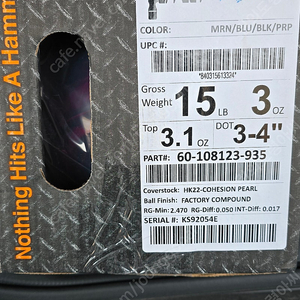 Nothing Hits Like A Hamm
COLOR: MRN/BLU/BLK/PRP
UPC #:
*840315613324*
Gross Weight 15 LB 3 OZ
Top 3.1 OZ DOT 3-4"
PART#: 60-108123-935
Coverstock: HK22-COHESION PEARL
Ball Finish: FACTORY COMPOUND
RG-Min: 2.470 RG-Diff:0.050 INT-Diff: 0.017
SERIAL #: KS92054E